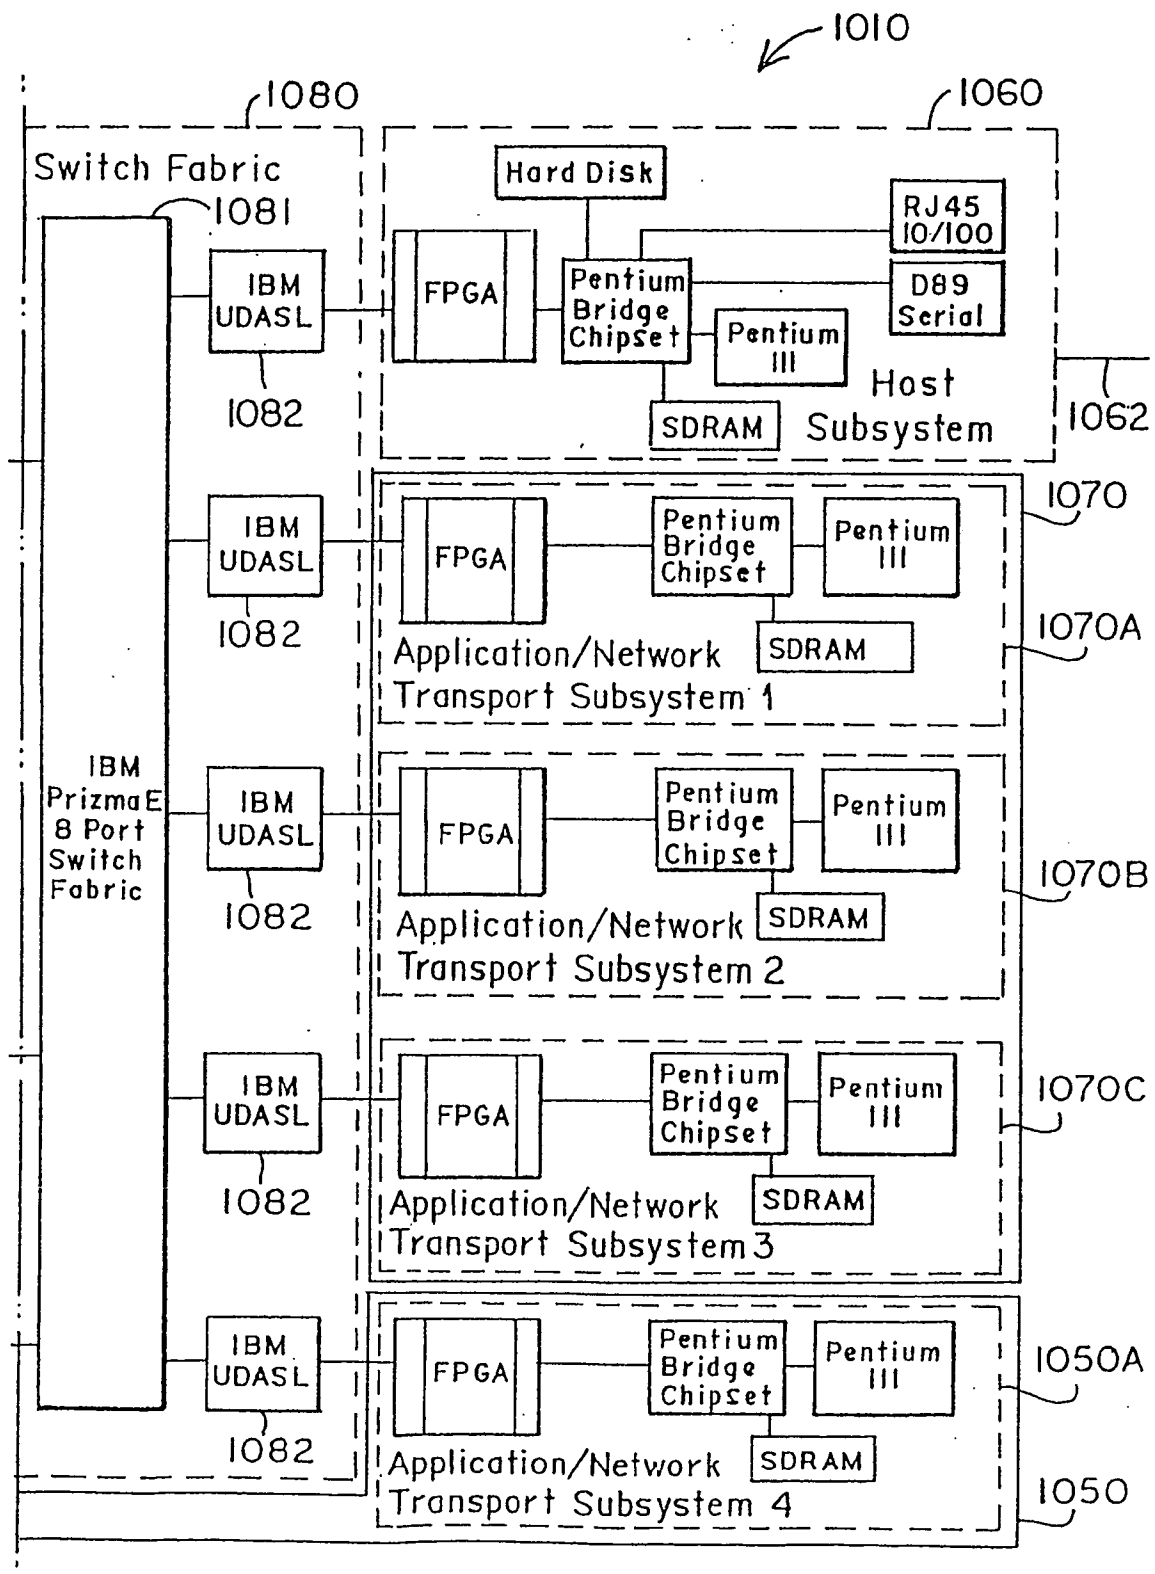 1010
1080
1060
Switch Fabric
1081
Hard Disk
RJ45
10/100
IBM
UDASL
FPGA
Pentium
Bridge
Chipset
D89
Serial
Pentium
III
1082
SDRAM
Host
Subsystem
1062
1070
IBM
UDASL
FPGA
Pentium
Bridge
Chipset
Pentium
III
1082
1070A
Application/Network
Transport Subsystem 1
SDRAM
IBM
PrizmaE
8 Port
Switch
Fabric
IBM
UDASL
FPGA
Pentium
Bridge
Chipset
Pentium
III
1070B
1082
Application/Network
Transport Subsystem 2
SDRAM
IBM
UDASL
FPGA
Pentium
Bridge
Chipset
Pentium
III
1070C
1082
Application/Network
Transport Subsystem 3
SDRAM
IBM
UDASL
FPGA
Pentium
Bridge
Chipset
Pentium
III
1050A
1082
Application/Network
Transport Subsystem 4
SDRAM
1050